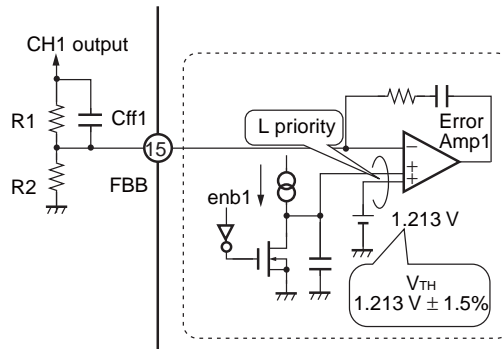 CH1 output
R1
Cff1
R2
15
FBB
L priority
Error
Amp1
−
+
+
enb1
1.213 V
VTH
1.213 V ± 1.5%